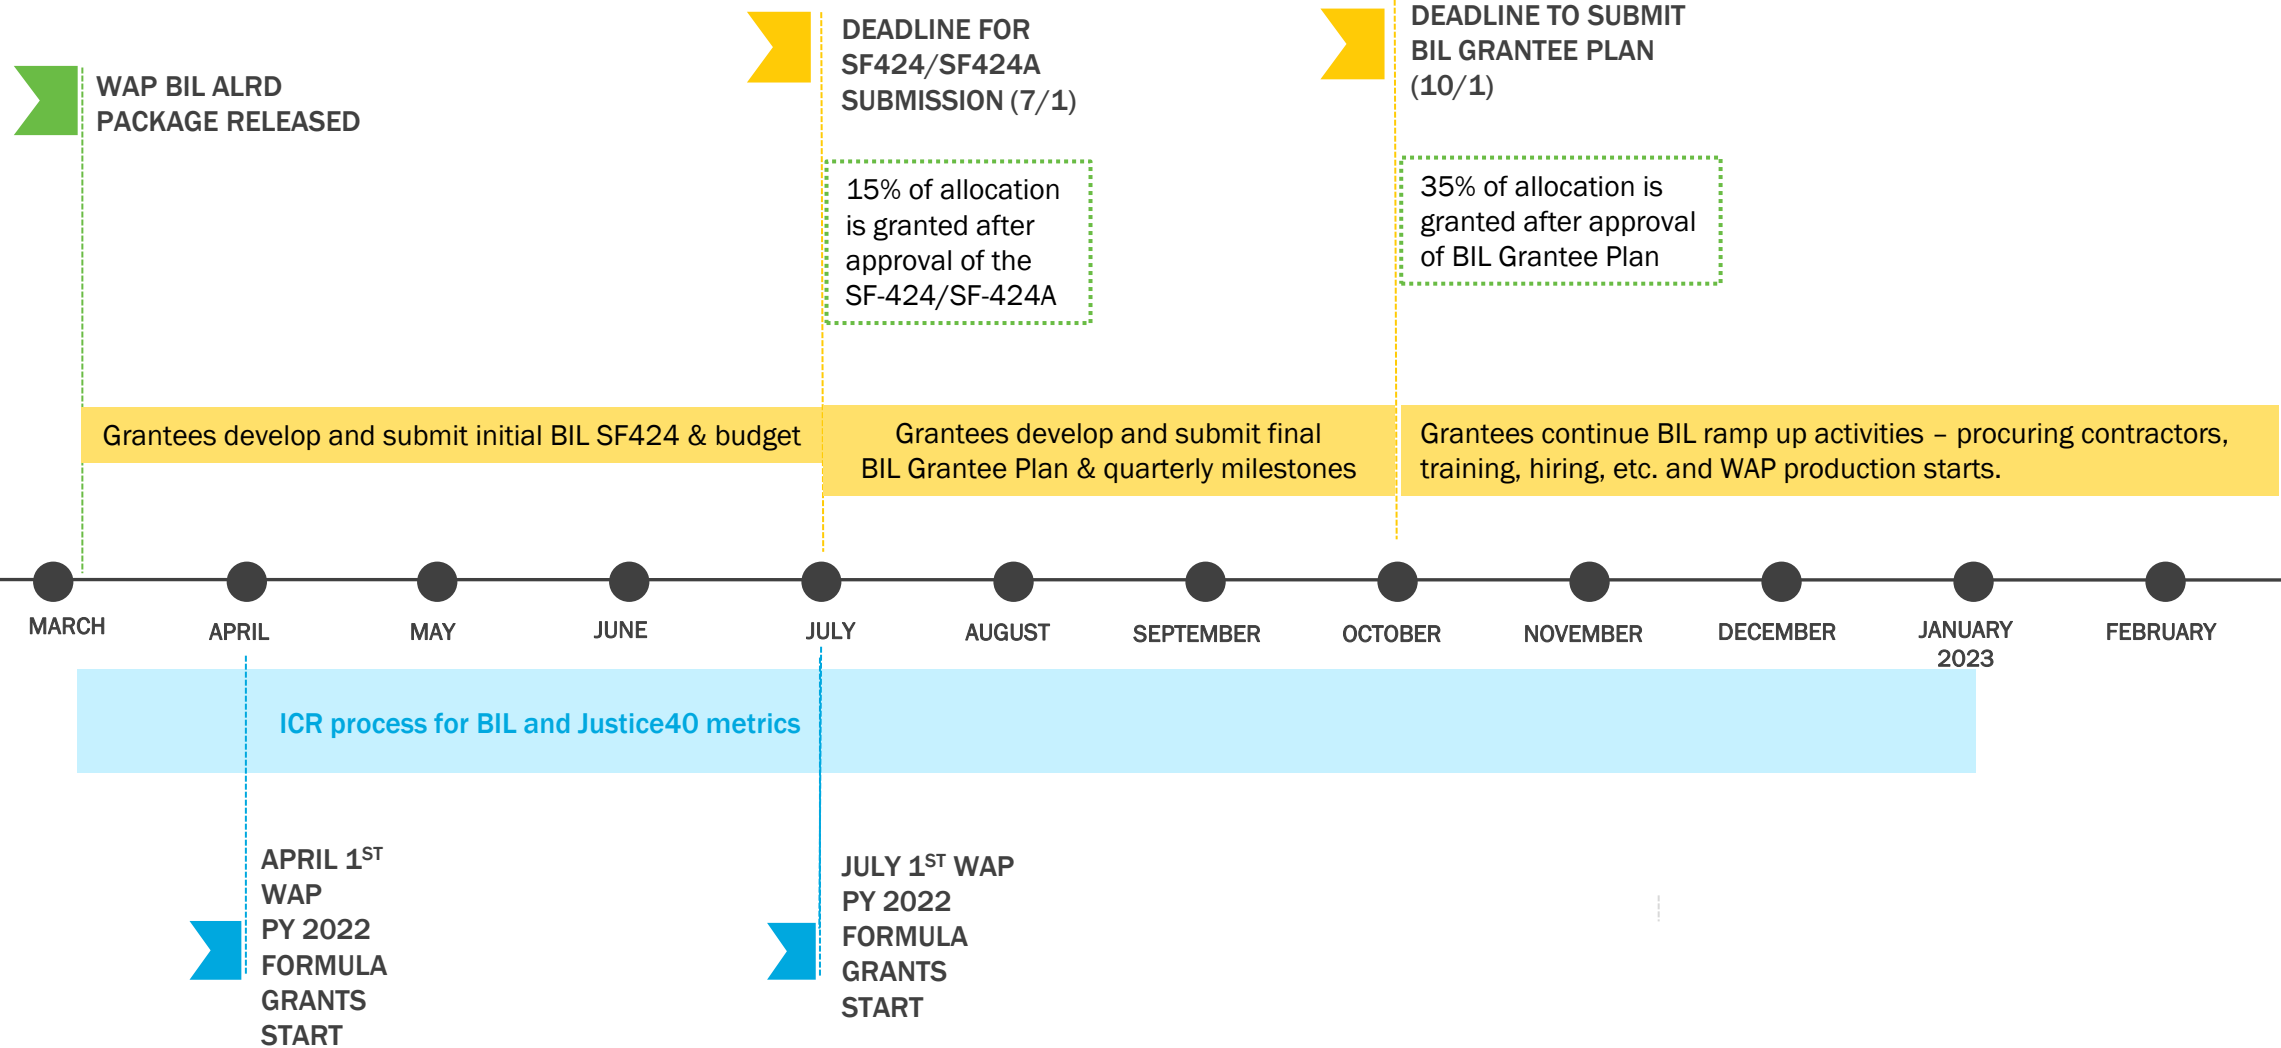 WAP BIL ALRD
PACKAGE RELEASED
DEADLINE FOR
SF424/SF424A
SUBMISSION (7/1)
DEADLINE TO SUBMIT
BIL GRANTEE PLAN
(10/1)
15% of allocation
is granted after
approval of the
SF-424/SF-424A
35% of allocation is
granted after approval
of BIL Grantee Plan
Grantees develop and submit initial BIL SF424 & budget
Grantees develop and submit final
BIL Grantee Plan & quarterly milestones
Grantees continue BIL ramp up activities – procuring contractors,
training, hiring, etc. and WAP production starts.
MARCH
APRIL
MAY
JUNE
JULY
AUGUST
SEPTEMBER
OCTOBER
NOVEMBER
DECEMBER
JANUARY
2023
FEBRUARY
ICR process for BIL and Justice40 metrics
APRIL 1ST
WAP
PY 2022
FORMULA
GRANTS
START
JULY 1ST WAP
PY 2022
FORMULA
GRANTS
START